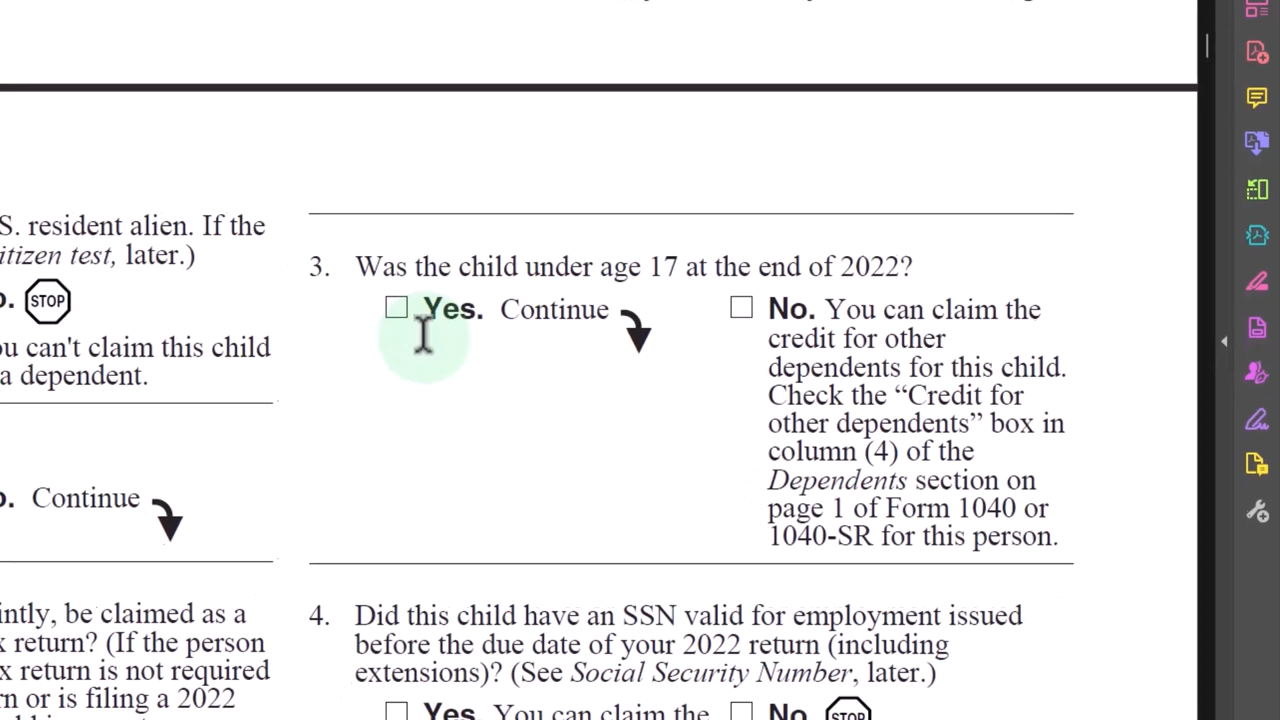 S. resident alien. If the
itizen test, later.)
o. STOP
ou can't claim this child
a dependent.
o. Continue
intly, be claimed as a
x return? (If the person
x return is not required
rn or is filing a 2022
3. Was the child under age 17 at the end of 2022?
Yes. Continue
No. You can claim the
credit for other
dependents for this child.
Check the “Credit for
other dependents” box in
column (4) of the
Dependents section on
page 1 of Form 1040 or
1040-SR for this person.
4. Did this child have an SSN valid for employment issued
before the due date of your 2022 return (including
extensions)? (See Social Security Number, later.)
Yes. You can claim the
No. STOP